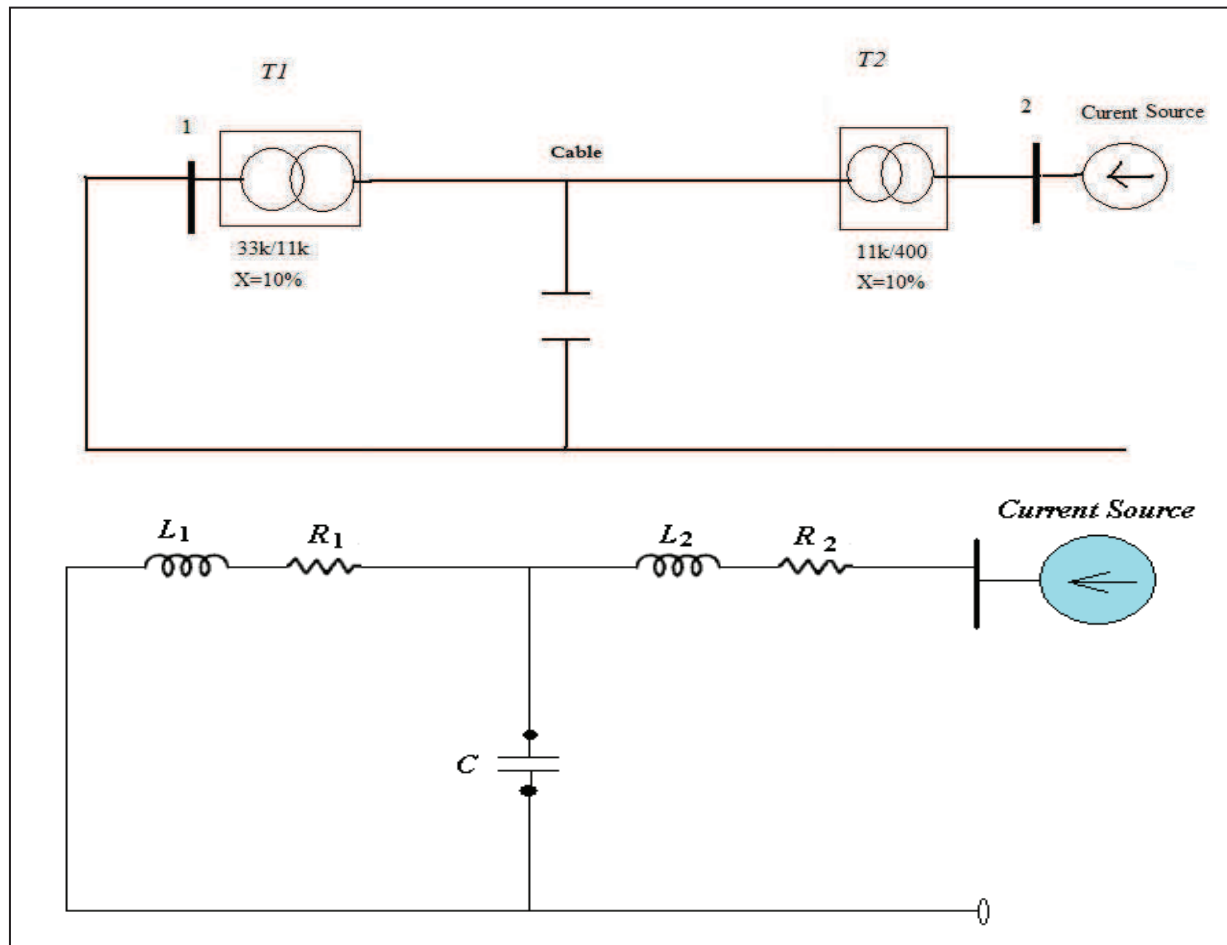 T1
T2
1
2
Curent Source
Cable
33k/11k
X=10%
11k/400
X=10%
L1
R1
L2
R2
Current Source
C